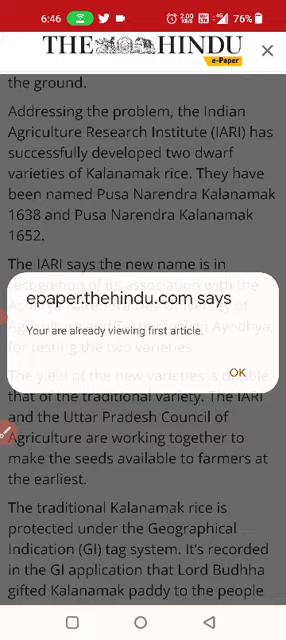 6:46
2.00
KB/S
4G
76%
THE HINDU
e-Paper
the ground.
Addressing the problem, the Indian
Agriculture Research Institute (IARI) has
successfully developed two dwarf
varieties of Kalanamak rice. They have
been named Pusa Narendra Kalanamak
1638 and Pusa Narendra Kalanamak
1652.
The IARI says the new name is in
recognition of its association with the
epaper.thehindu.com says
Your are already viewing first article.
Ayodhya,
for testing the two varieties.
OK
The yield of the new varieties is double
that of the traditional variety. The IARI
and the Uttar Pradesh Council of
Agriculture are working together to
make the seeds available to farmers at
the earliest.
The traditional Kalanamak rice is
protected under the Geographical
Indication (GI) tag system. It's recorded
in the GI application that Lord Budhha
gifted Kalanamak paddy to the people